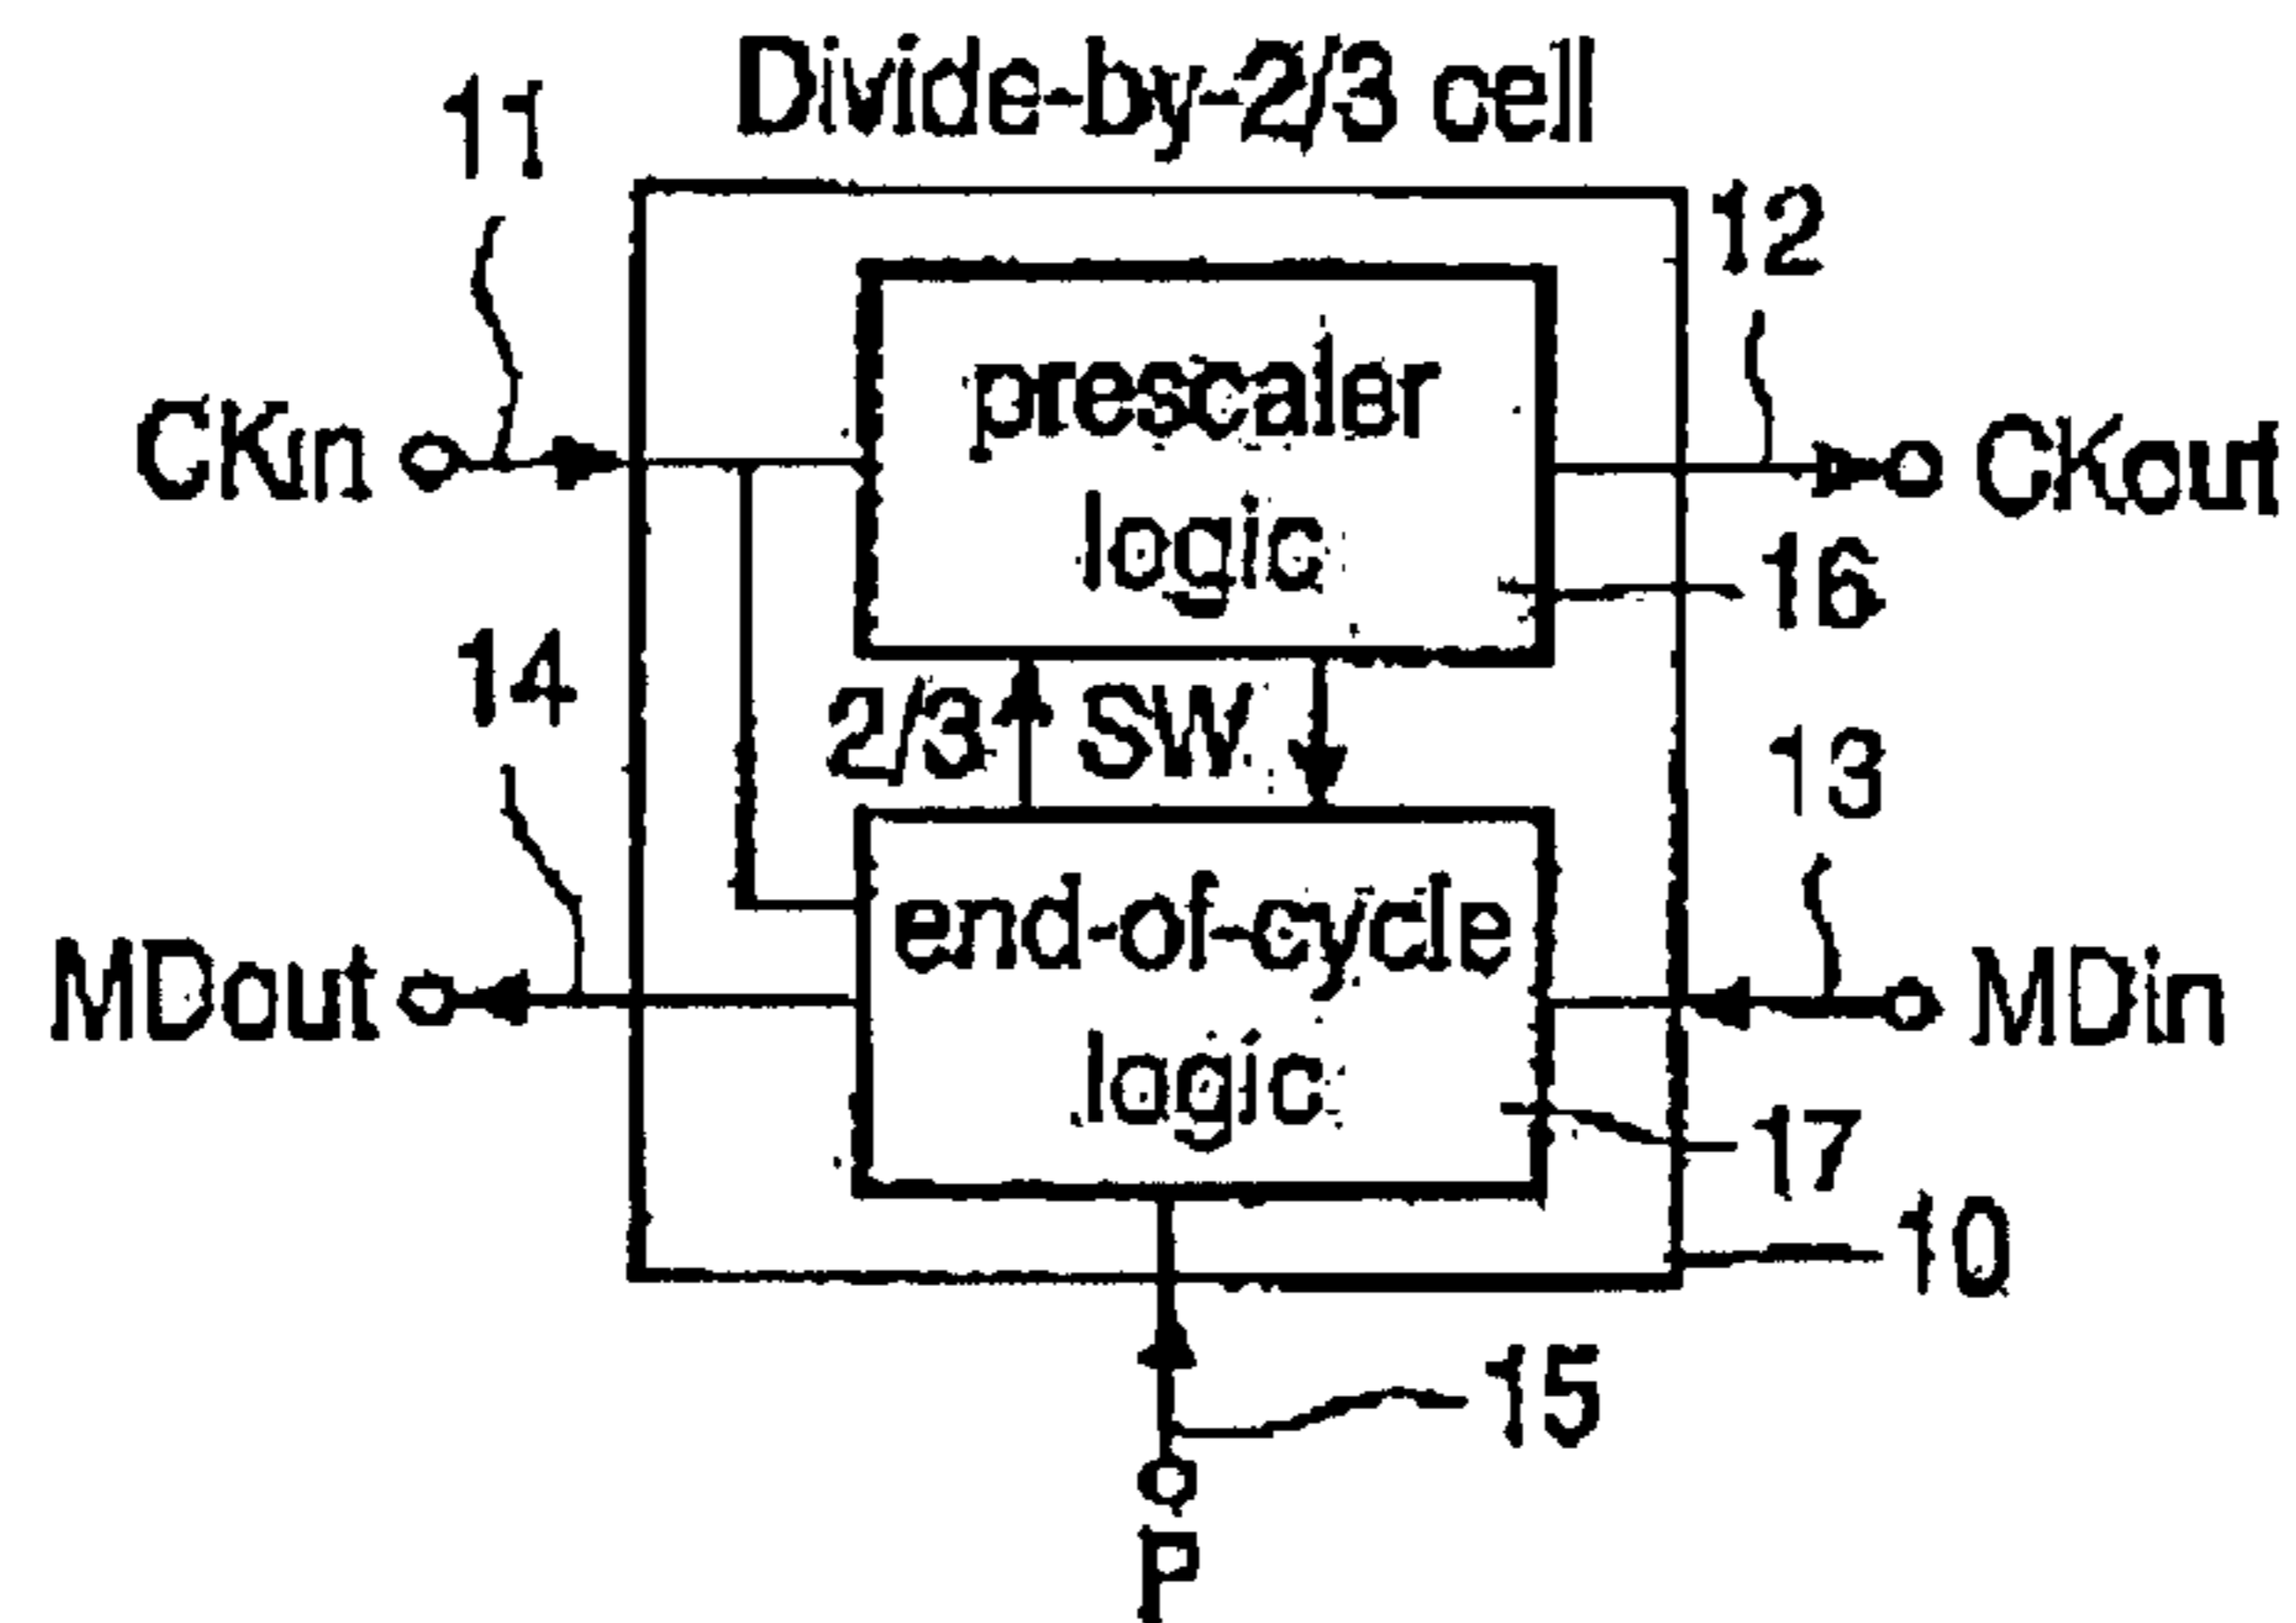 Divide-by-2/3 cell
11
12
prescaler
logic
CKin
CKout
16
14
2/3
SW
13
end-of-cycle
logic
MDout
MDin
17
10
15
P